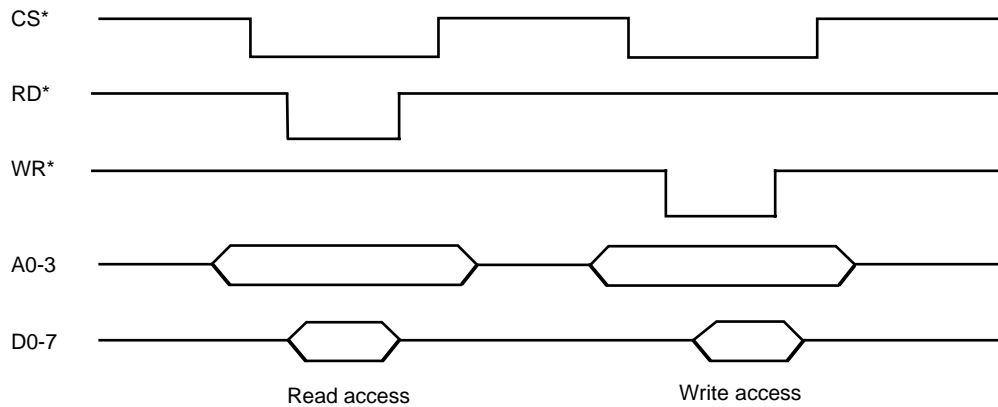 CS*
RD*
WR*
A0-3
D0-7
Read access
Write access